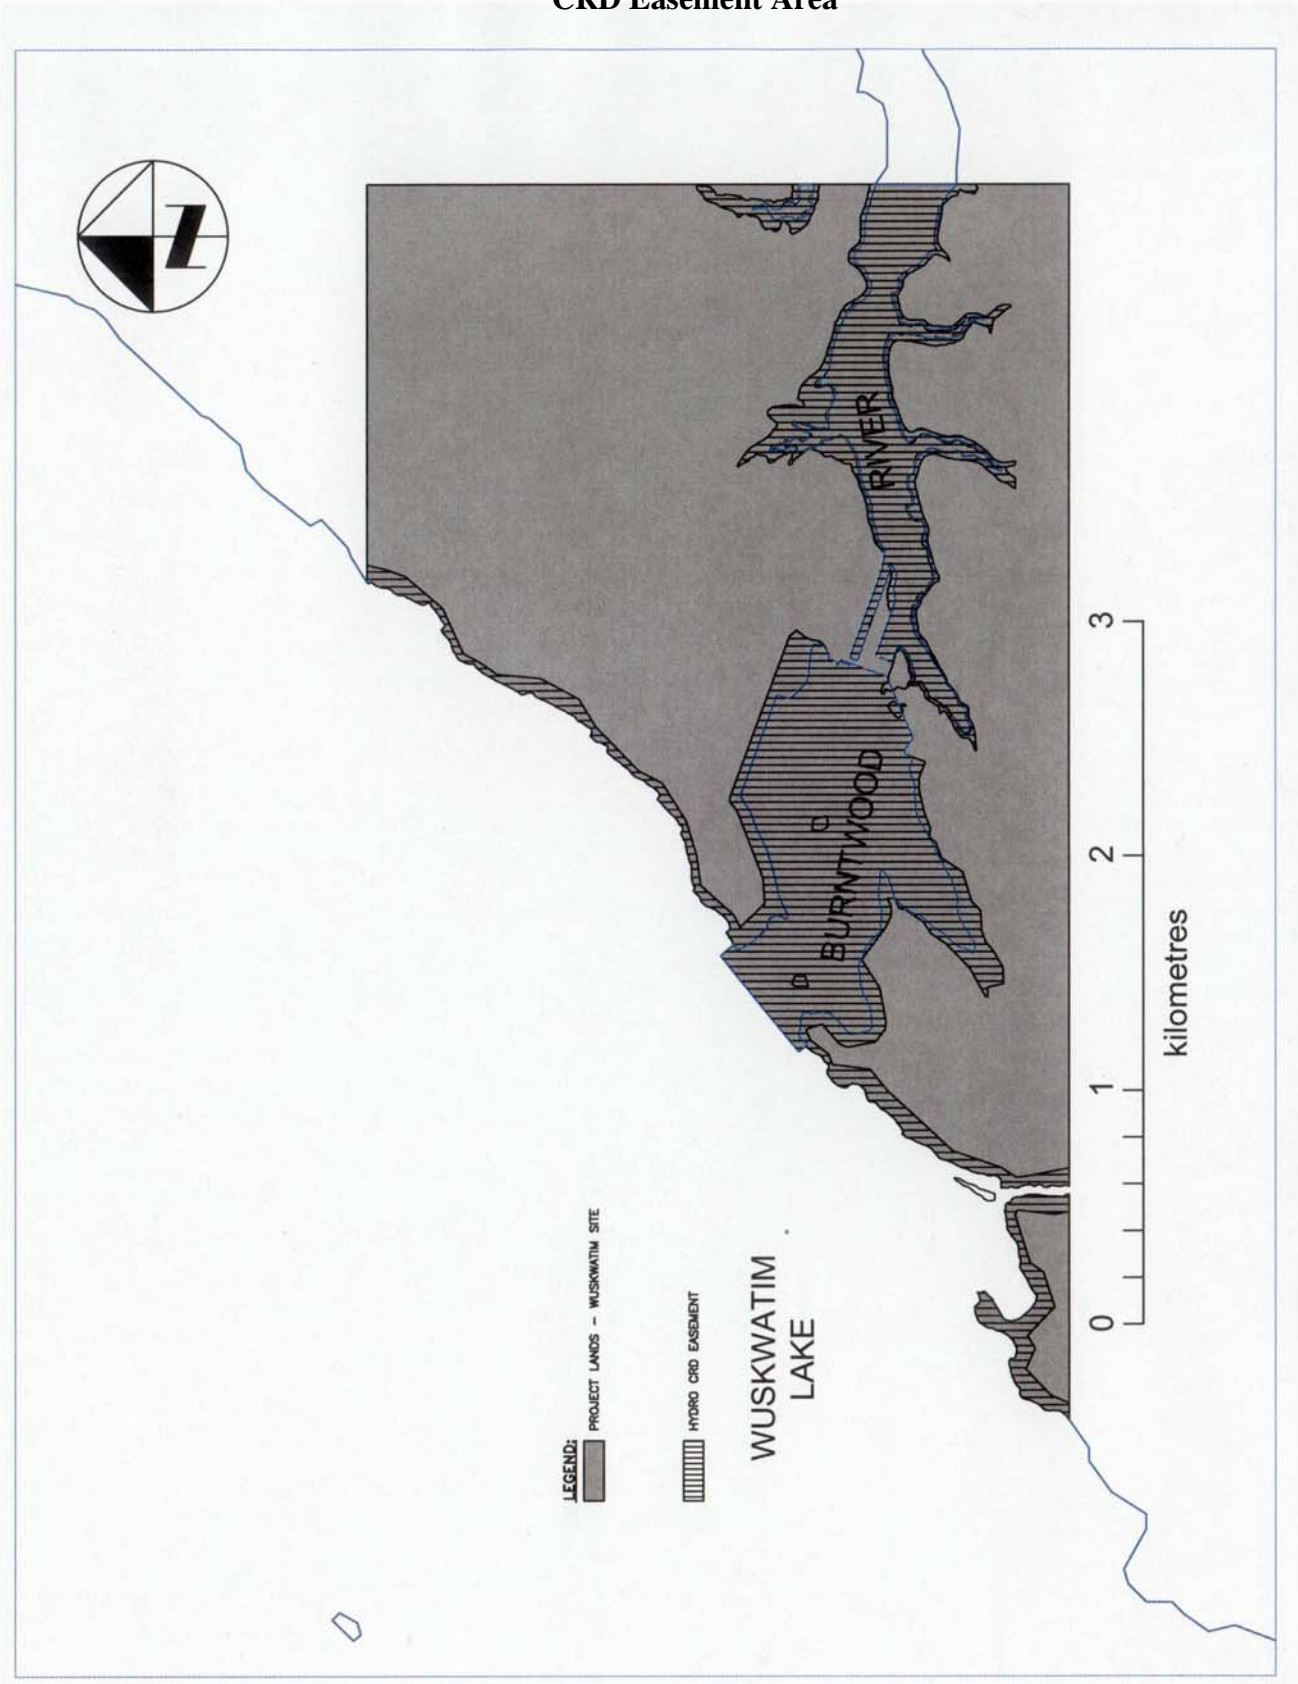 CRD Easement Area
N
RIVER
BURNTWOOD
LEGEND:
PROJECT LANDS - WUSKWATIM SITE
HYDRO CRD EASEMENT
WUSKWATIM
LAKE
0 1 2 3
kilometres